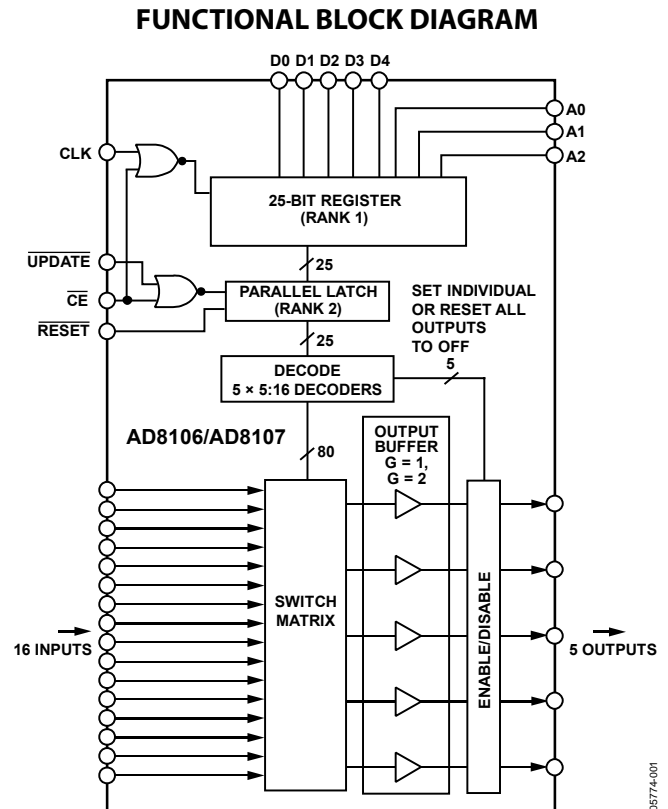 FUNCTIONAL BLOCK DIAGRAM
D0 D1 D2 D3 D4
A0
A1
A2
CLK
25-BIT REGISTER
(RANK 1)
25
UPDATE
CE
RESET
PARALLEL LATCH
(RANK 2)
SET INDIVIDUAL
OR RESET ALL
OUTPUTS
TO OFF
25
5
DECODE
5 × 5:16 DECODERS
AD8106/AD8107
80
OUTPUT
BUFFER
G = 1,
G = 2
SWITCH
MATRIX
ENABLE/DISABLE
16 INPUTS
5 OUTPUTS
05774-001